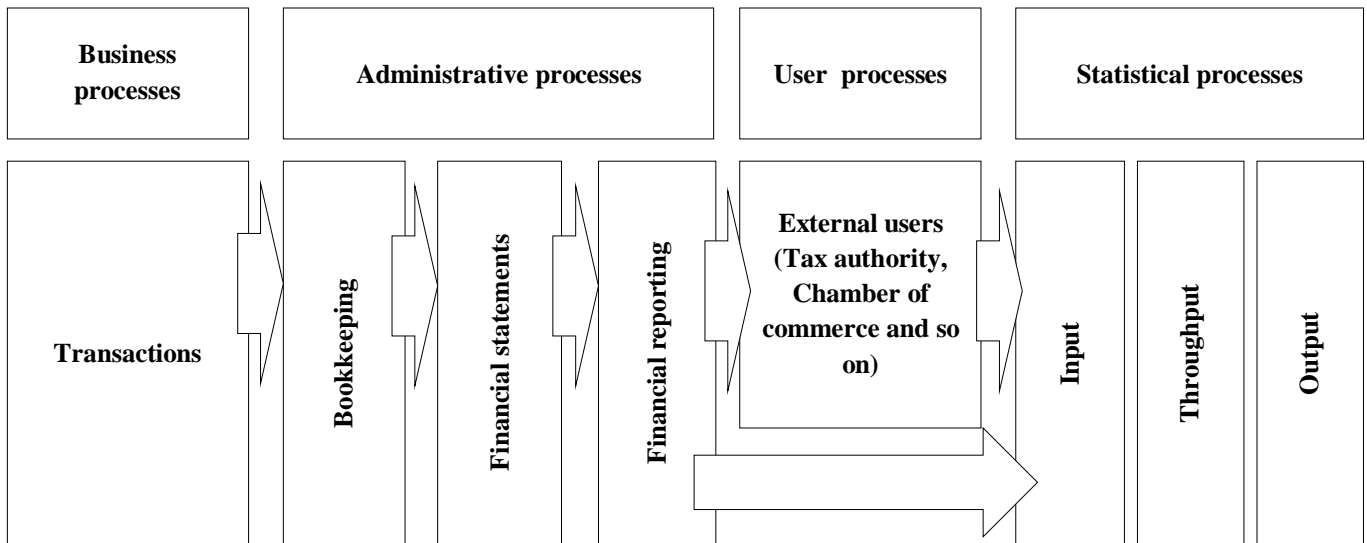 Business
processes
Administrative processes
User processes
Statistical processes
Transactions
Bookkeeping
Financial statements
Financial reporting
External users
(Tax authority,
Chamber of
commerce and so
on)
Input
Throughput
Output